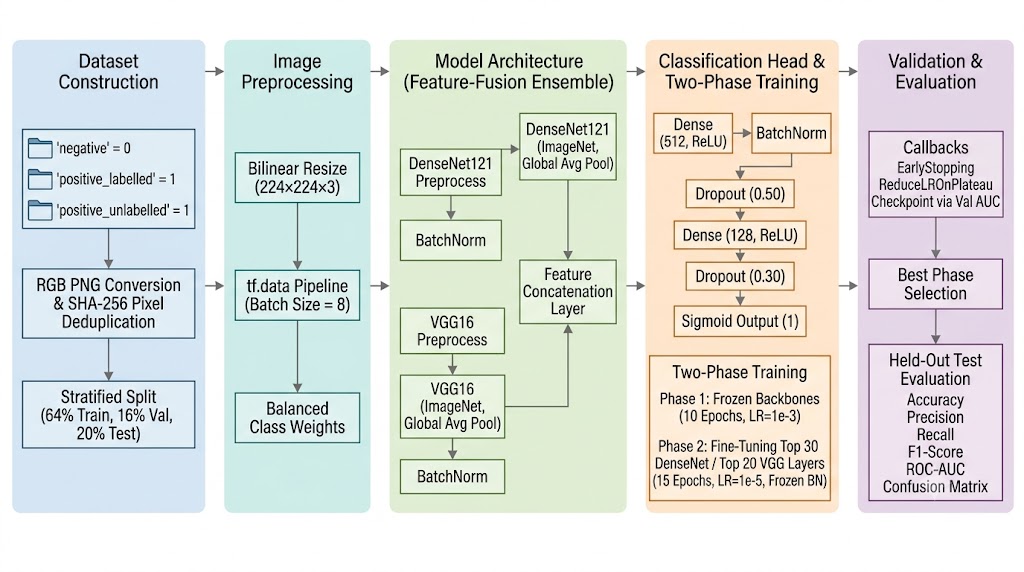 Dataset
Construction
'negative' = 0
'positive_labelled' = 1
'positive_unlabelled' = 1
RGB PNG Conversion
& SHA-256 Pixel
Deduplication
Stratified Split
(64% Train, 16% Val,
20% Test)
Image
Preprocessing
Bilinear Resize
(224×224×3)
tf.data Pipeline
(Batch Size = 8)
Balanced
Class Weights
Model Architecture
(Feature-Fusion Ensemble)
DenseNet121
Preprocess
BatchNorm
DenseNet121
(ImageNet,
Global Avg Pool)
Feature
Concatenation
Layer
VGG16
Preprocess
VGG16
(ImageNet,
Global Avg Pool)
BatchNorm
Classification Head &
Two-Phase Training
Dense
(512, ReLU)
BatchNorm
Dropout (0.50)
Dense (128, ReLU)
Dropout (0.30)
Sigmoid Output (1)
Two-Phase Training
Phase 1: Frozen Backbones
(10 Epochs, LR=1e-3)
Phase 2: Fine-Tuning Top 30
DenseNet / Top 20 VGG Layers
(15 Epochs, LR=1e-5, Frozen BN)
Validation &
Evaluation
Callbacks
EarlyStopping
ReduceLROnPlateau
Checkpoint via Val AUC
Best Phase
Selection
Held-Out Test
Evaluation
Accuracy
Precision
Recall
F1-Score
ROC-AUC
Confusion Matrix